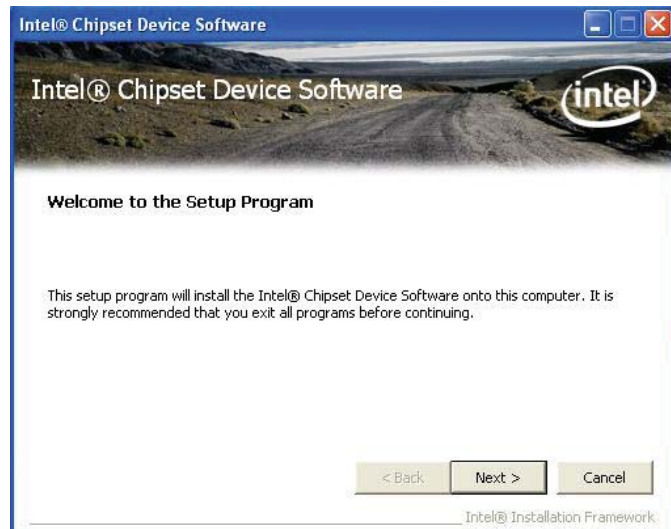 Intel® Chipset Device Software
Intel® Chipset Device Software
intel
Welcome to the Setup Program
This setup program will install the Intel® Chipset Device Software onto this computer. It is
strongly recommended that you exit all programs before continuing.
< Back
Next >
Cancel
Intel® Installation Framework